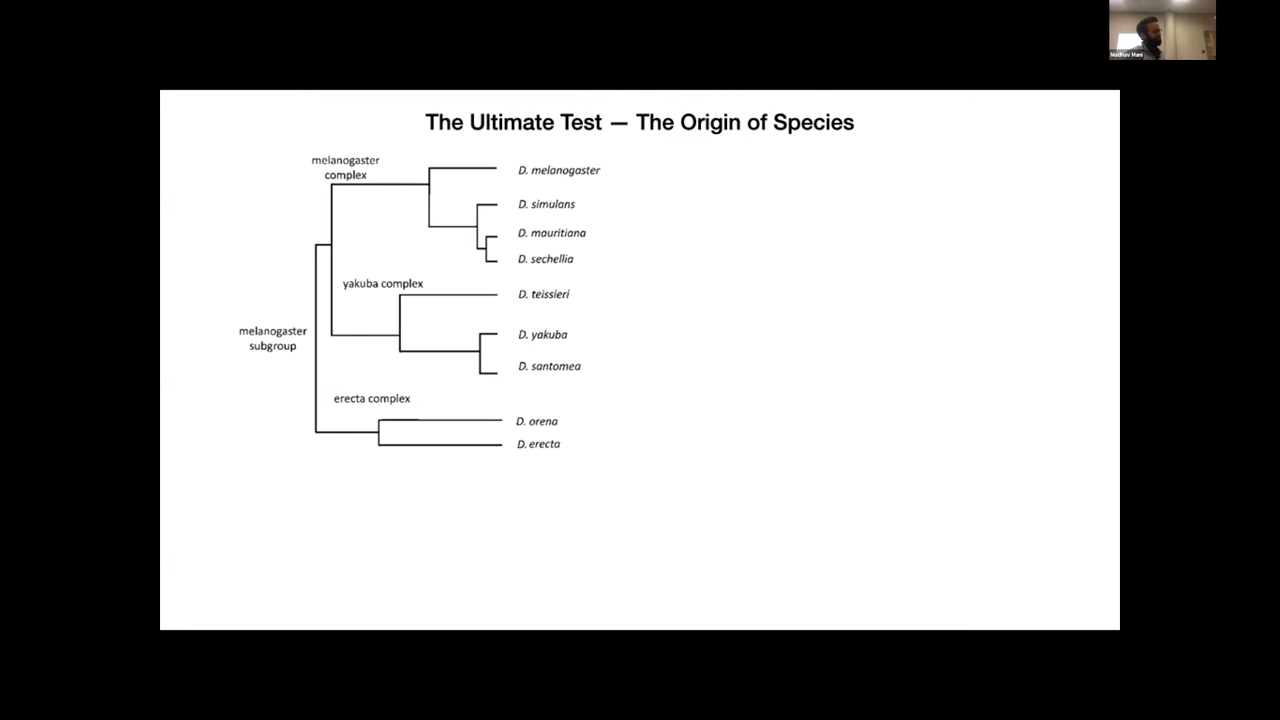 Madhav Mani
The Ultimate Test — The Origin of Species
melanogaster
complex
D. melanogaster
D. simulans
D. mauritiana
D. sechellia
yakuba complex
D. teissieri
melanogaster
subgroup
D. yakuba
D. santomea
erecta complex
D. orena
D. erecta